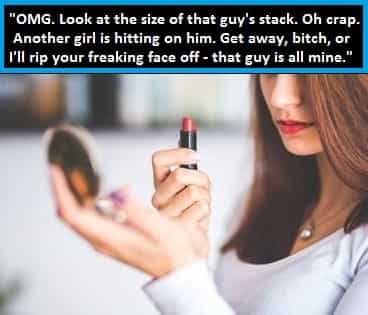 "OMG. Look at the size of that guy's stack. Oh crap.
Another girl is hitting on him. Get away, bitch, or
I'll rip your freaking face off - that guy is all mine."